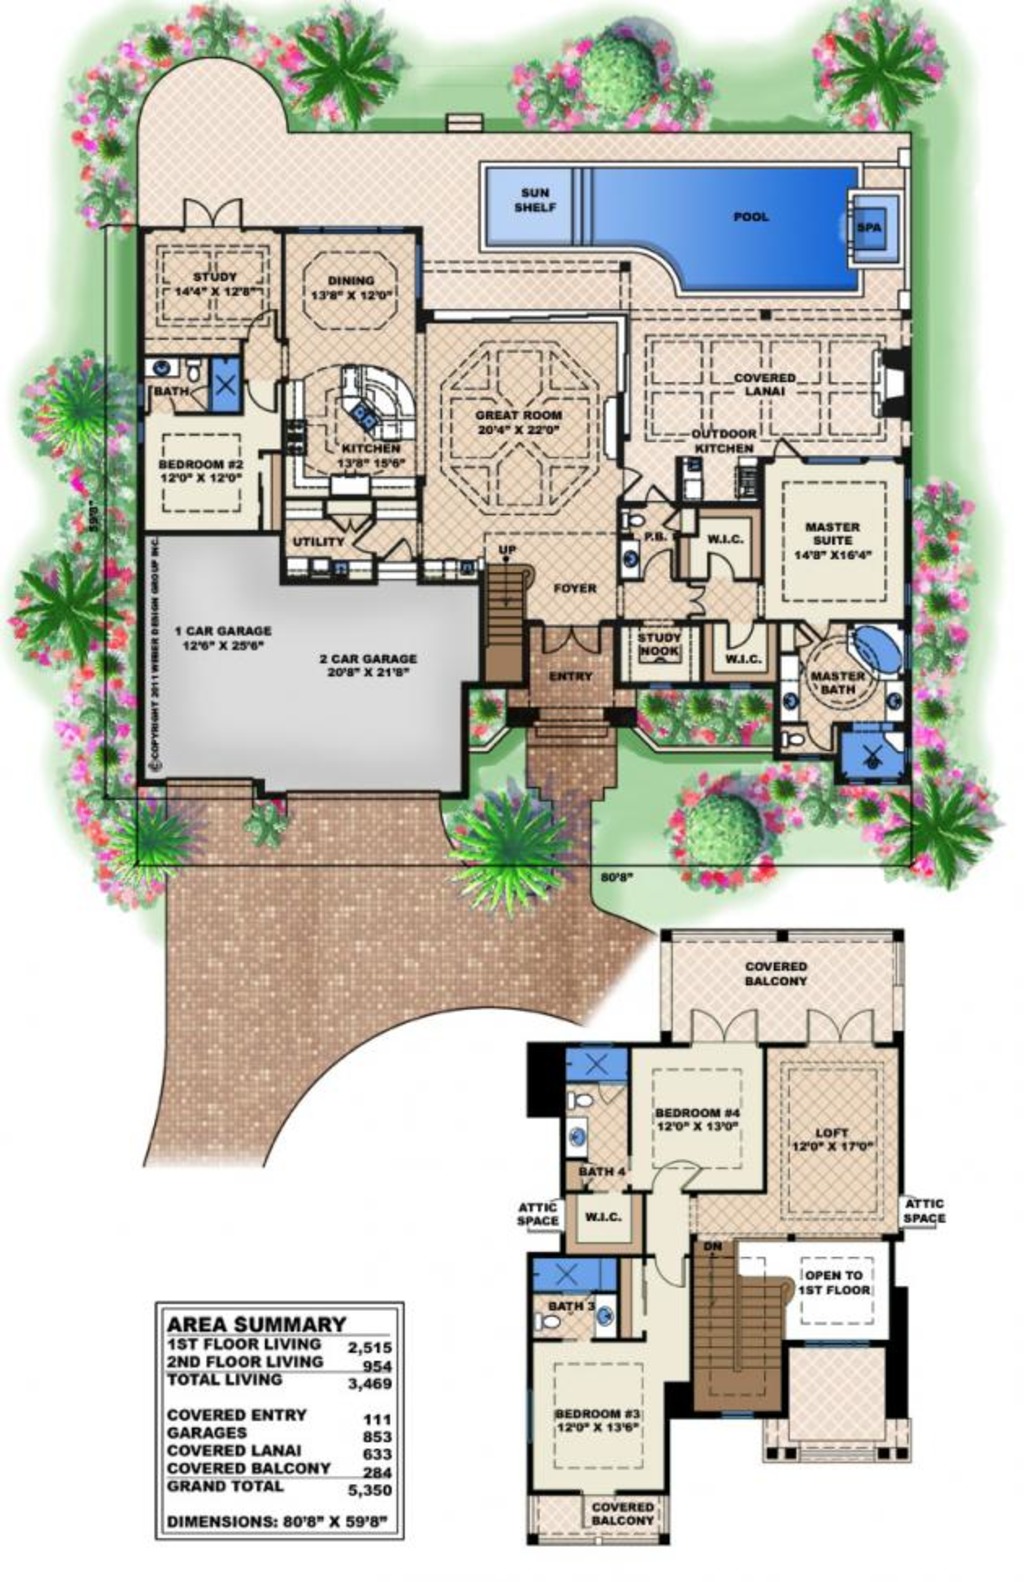 SUN
SHELF
POOL
SPA
STUDY
14'4" X 12'8"
DINING
13'8" X 12'0"
BATH
COVERED
LANAI
GREAT ROOM
20'4" X 22'0"
OUTDOOR
KITCHEN
KITCHEN
13'8" 15'6"
BEDROOM #2
12'0" X 12'0"
59'8"
UTILITY
P.B.
W.I.C.
MASTER
SUITE
14'8" X16'4"
UP
FOYER
©COPYRIGHT 2011 WEBER DESIGN GROUP INC.
1 CAR GARAGE
12'6" X 25'6"
2 CAR GARAGE
20'8" X 21'8"
STUDY
NOOK
W.I.C.
ENTRY
MASTER
BATH
80'8"
COVERED
BALCONY
BEDROOM #4
12'0" X 13'0"
LOFT
12'0" X 17'0"
BATH 4
ATTIC
SPACE
W.I.C.
ATTIC
SPACE
DN
OPEN TO
1ST FLOOR
BATH 3
BEDROOM #3
12'0" X 13'6"
COVERED
BALCONY
AREA SUMMARY
1ST FLOOR LIVING 2,515
2ND FLOOR LIVING 954
TOTAL LIVING 3,469
COVERED ENTRY 111
GARAGES 853
COVERED LANAI 633
COVERED BALCONY 284
GRAND TOTAL 5,350
DIMENSIONS: 80'8" X 59'8"